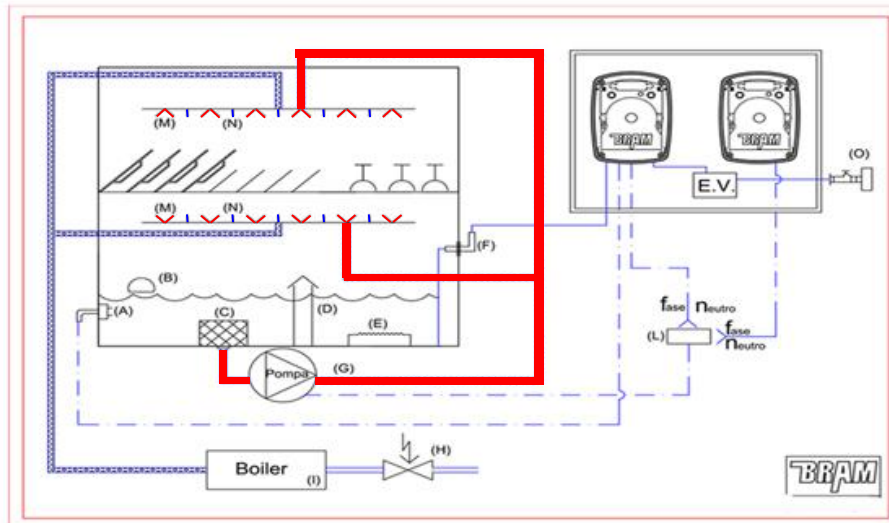 (M) (N)
BRAM BRAM
(O)
E.V.
(M) (N)
(F)
(B)
(A) (C) (D) (E)
fase neutro
(L) fase
neutro
Pompa (G)
(H)
Boiler (I)
BRAM